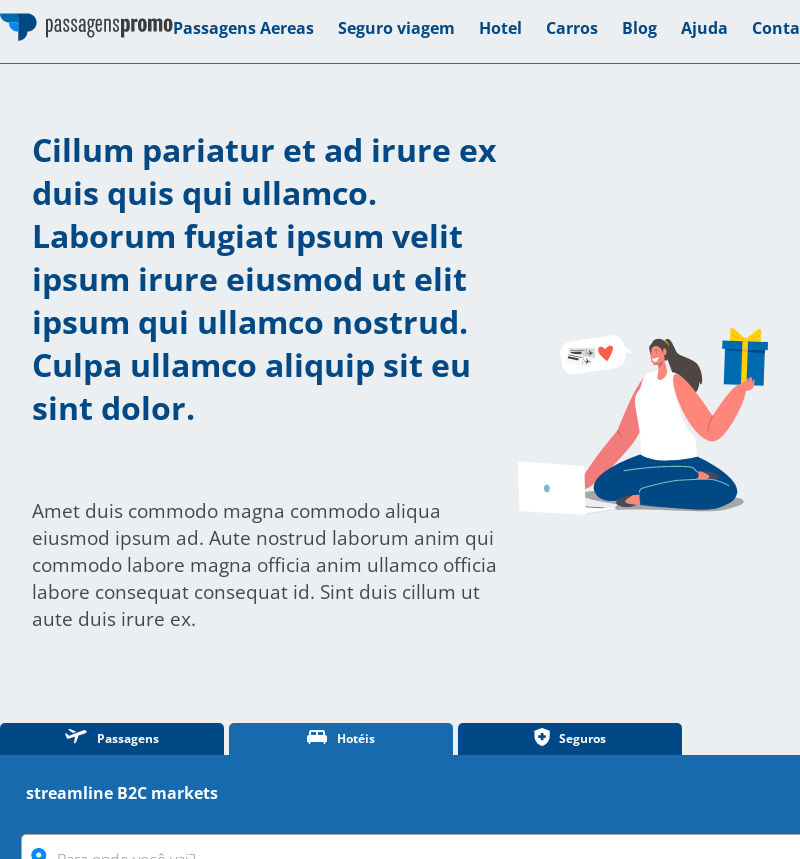 passagenspromo Passagens Aereas Seguro viagem Hotel Carros Blog Ajuda Conta
Cillum pariatur et ad irure ex
duis quis qui ullamco.
Laborum fugiat ipsum velit
ipsum irure eiusmod ut elit
ipsum qui ullamco nostrud.
Culpa ullamco aliquip sit eu
sint dolor.
Amet duis commodo magna commodo aliqua
eiusmod ipsum ad. Aute nostrud laborum anim qui
commodo labore magna officia anim ullamco officia
labore consequat consequat id. Sint duis cillum ut
aute duis irure ex.
Passagens Hotéis Seguros
streamline B2C markets
Para onde você vai?